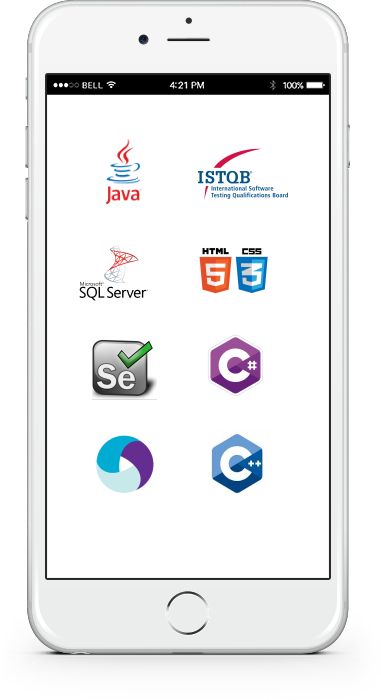 BELL 4:21 PM 100%
Java
ISTQB
International Software
Testing Qualifications Board
Microsoft
SQL Server
HTML CSS
5 3
Se
C#
C++